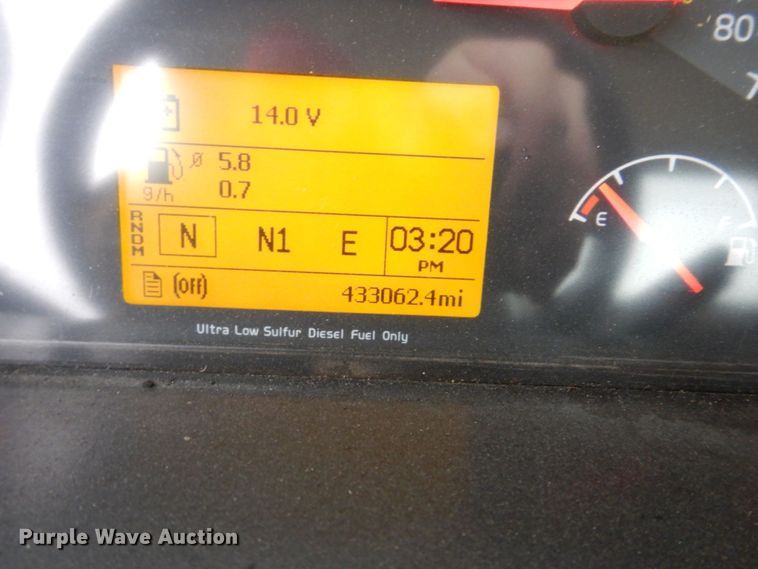 80
14.0 V
Ø 5.8
g/h 0.7
RNDM N N1 E 03:20 PM
(Off) 433062.4mi
E F
Ultra Low Sulfur Diesel Fuel Only
Purple Wave Auction